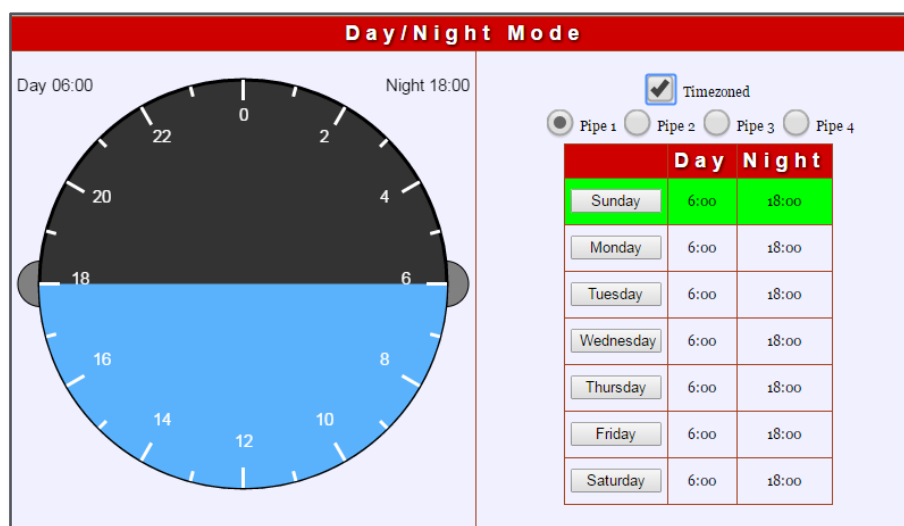 Day/Night Mode
Day 06:00
Night 18:00
0
2
4
6
8
10
12
14
16
18
20
22
Timezoned
Pipe 1 Pipe 2 Pipe 3 Pipe 4
Day Night
Sunday 6:00 18:00
Monday 6:00 18:00
Tuesday 6:00 18:00
Wednesday 6:00 18:00
Thursday 6:00 18:00
Friday 6:00 18:00
Saturday 6:00 18:00